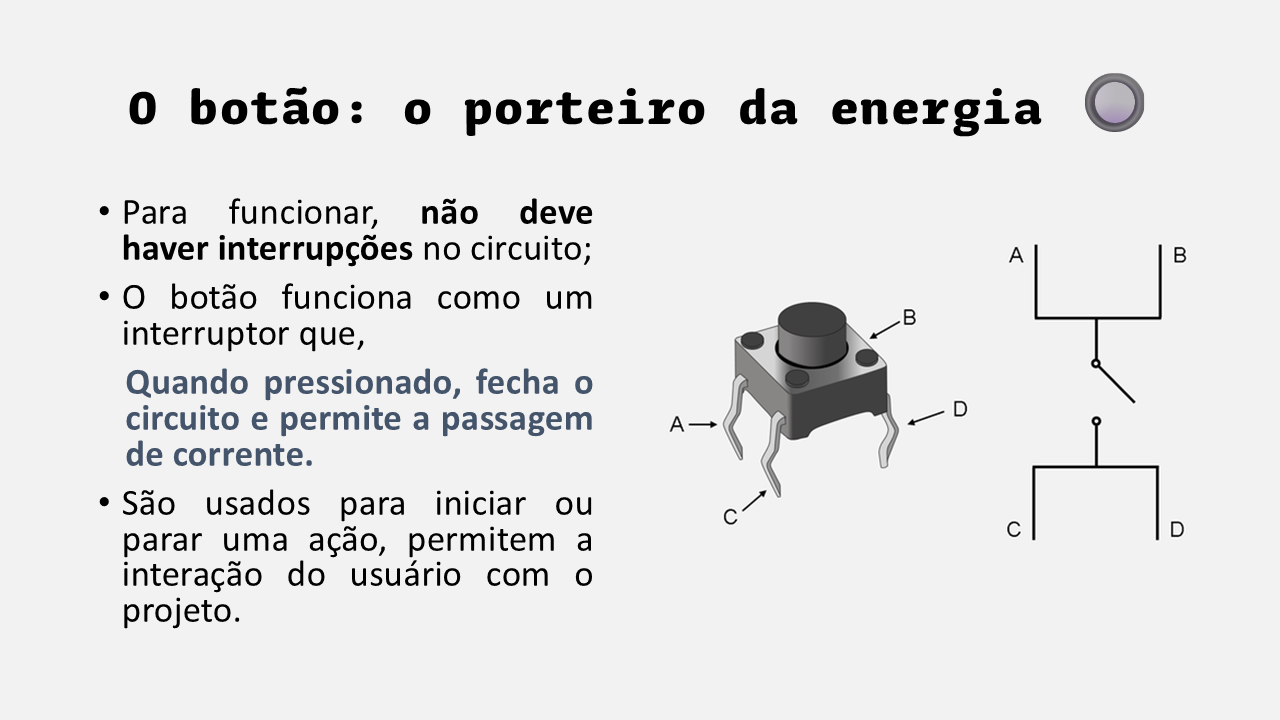 O botão: o porteiro da energia
• Para funcionar, não deve
haver interrupções no circuito;
• O botão funciona como um
interruptor que,
Quando pressionado, fecha o
circuito e permite a passagem
de corrente.
• São usados para iniciar ou
parar uma ação, permitem a
interação do usuário com o
projeto.
B
A
D
C
A B
C D